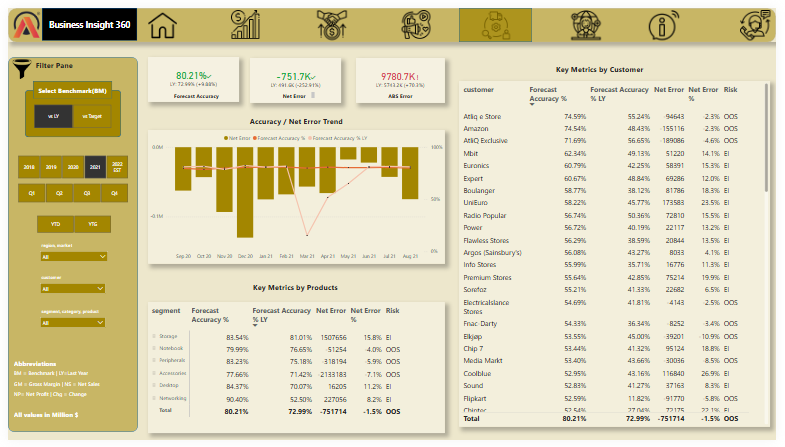 Business Insight 360
Filter Pane
Select Benchmark(BM)
vs LY
vs Target
2018
2019
2020
2021
2022 EST
Q1
Q2
Q3
Q4
YTD
YTG
region, market
All
customer
All
segment, category, product
All
Abbreviations
BM = Benchmark | LY=Last Year
GM = Gross Margin | NS = Net Sales
NP= Net Profit | Chg = Change
All values in Million $
80.21%✓
LY: 72.99% (+9.88%)
Forecast Accuracy
-751.7K✓
LY: 491.6K (-252.91%)
Net Error
9780.7K!
LY: 5743.2K (+70.3%)
ABS Error
Accuracy / Net Error Trend
Net Error Forecast Accuracy % Forecast Accuracy % LY
0.0M
-0.1M
100%
50%
0%
Sep 20 Oct 20 Nov 20 Dec 20 Jan 21 Feb 21 Mar 21 Apr 21 May 21 Jun 21 Jul 21 Aug 21
Key Metrics by Products
segment Forecast Accuracy % Forecast Accuracy % LY Net Error Net Error % Risk
Storage 83.54% 81.01% 1507656 15.8% EI
Notebook 79.99% 76.65% -51254 4.0% OOS
Peripherals 83.23% 75.18% -318194 -5.9% OOS
Accessories 77.66% 71.42% -2133183 -7.1% OOS
Desktop 84.37% 70.07% 16205 11.2% EI
Networking 90.40% 52.50% 227056 8.2% EI
Total 80.21% 72.99% -751714 -1.5% OOS
Key Metrics by Customer
customer Forecast Accuracy % Forecast Accuracy % LY Net Error Net Error % Risk
Atliq e Store 74.59% 55.24% -94643 -2.3% OOS
Amazon 74.54% 48.43% -155116 -2.3% OOS
AtliQ Exclusive 71.69% 56.65% -189086 -4.6% OOS
Mbit 62.34% 49.13% 51220 14.1% EI
Euronics 60.79% 42.25% 58391 15.3% EI
Expert 60.67% 48.84% 69286 12.0% EI
Boulanger 58.77% 38.12% 81786 18.3% EI
UniEuro 58.22% 45.77% 173583 23.5% EI
Radio Popular 56.74% 50.36% 72810 15.5% EI
Power 56.72% 40.19% 22117 13.2% EI
Flawless Stores 56.29% 38.59% 20844 13.5% EI
Argos (Sainsbury's) 56.08% 43.27% 8033 4.1% EI
Info Stores 55.99% 35.71% 16776 11.3% EI
Premium Stores 55.64% 42.85% 75219 19.9% EI
Sorefoz 55.21% 41.33% 22682 6.5% EI
Electricalslance Stores 54.69% 41.81% -4143 -2.5% OOS
Fnac Darty 54.33% 36.34% -8252 -3.4% OOS
Elkjøp 53.55% 45.00% -39201 -10.9% OOS
Chip 7 53.44% 41.32% 95124 18.8% EI
Media Markt 53.40% 43.66% -30036 -8.5% OOS
Coolblue 52.95% 43.16% 116840 26.9% EI
Sound 52.83% 41.27% 37163 8.3% EI
Flipkart 52.59% 11.82% -91770 -5.8% OOS
Total 80.21% 72.99% -751714 -1.5% OOS